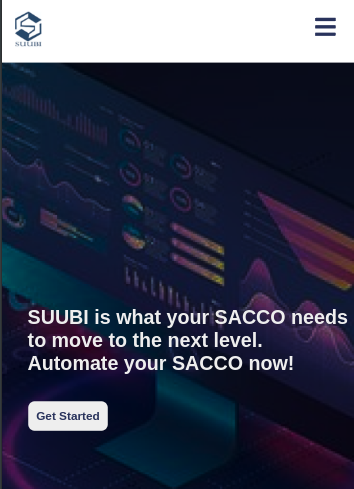 SUUBI
SUUBI is what your SACCO needs
to move to the next level.
Automate your SACCO now!
Get Started